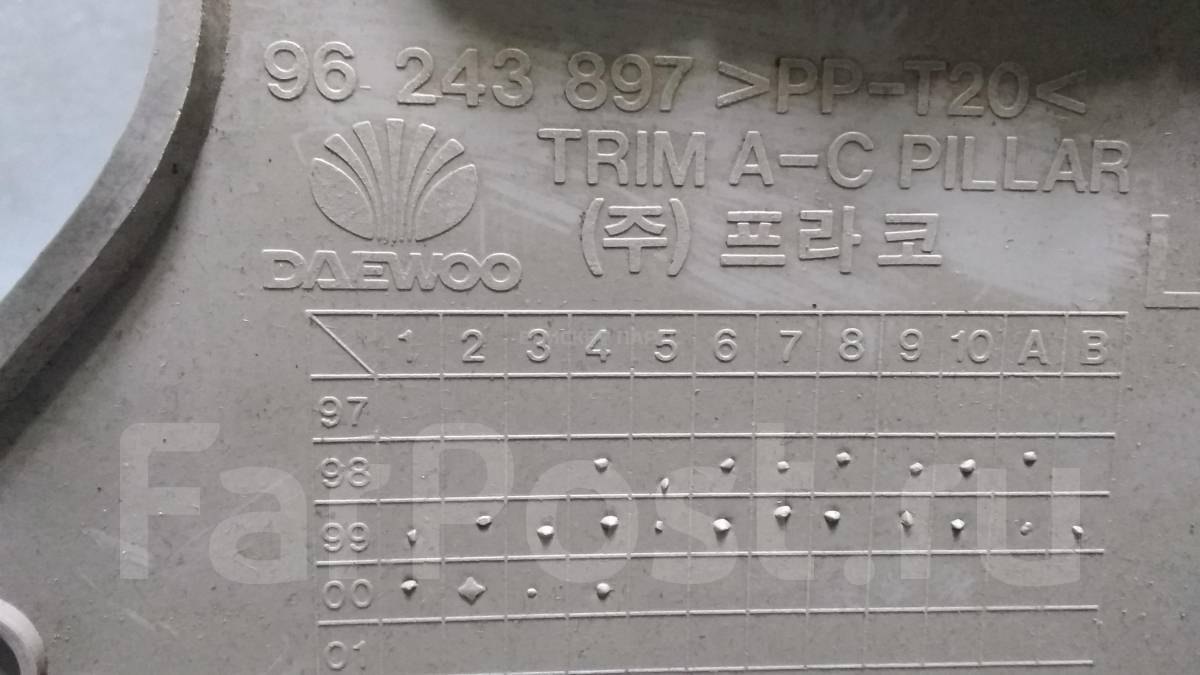 96 243 897 >PP-T20<
TRIM A-C PILLAR
DAEWOO
(주) 프라코
1 2 3 4 5 6 7 8 9 10 A B
97
98
99
00
01
FarPost.ru